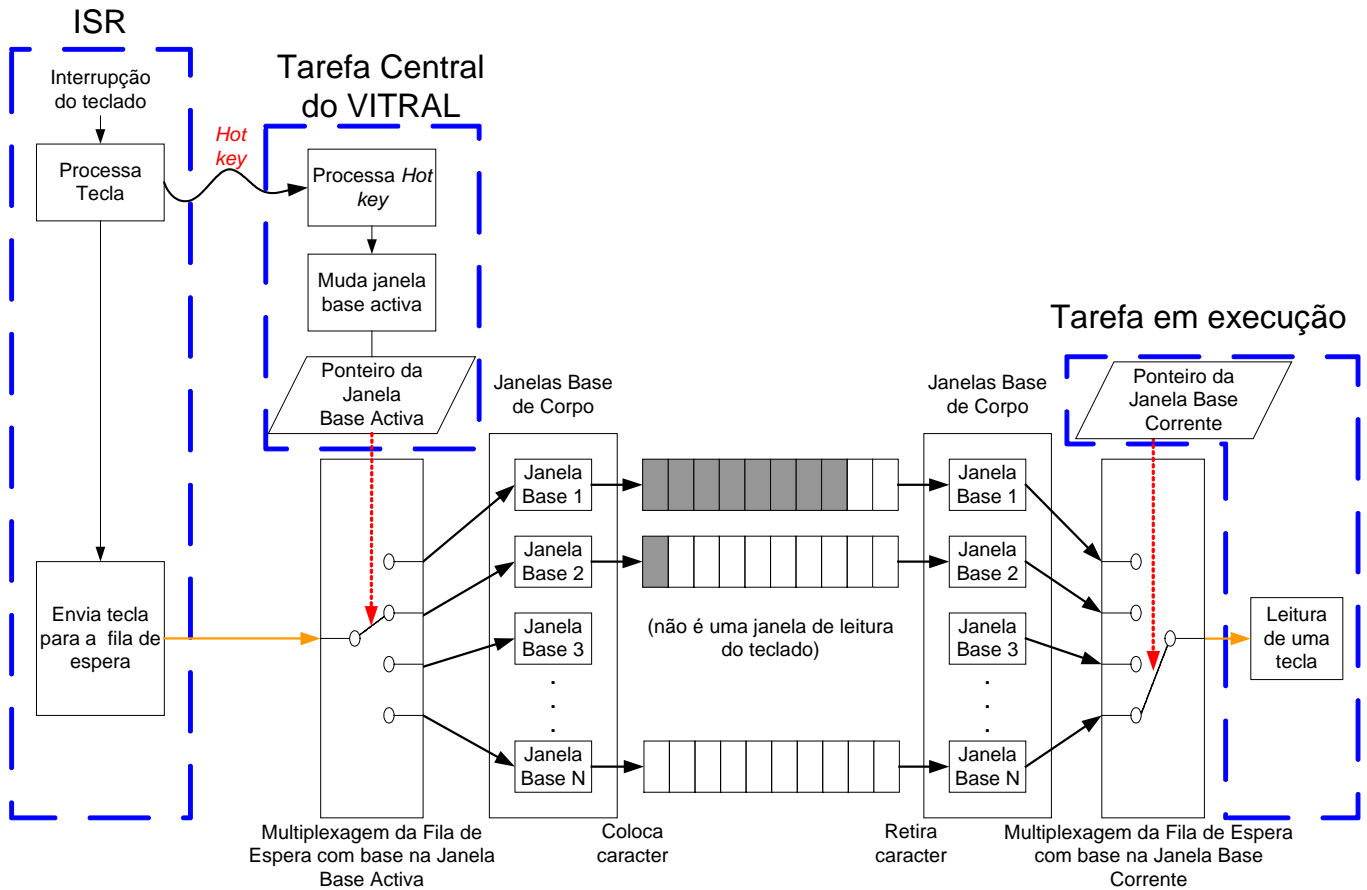 ISR
Interrupção
do teclado
Processa
Tecla
Hot
key
Tarefa Central
do VITRAL
Processa Hot
key
Muda janela
base activa
Ponteiro da
Janela
Base Activa
Envia tecla
para a fila de
espera
Multiplexagem da Fila de
Espera com base na Janela
Base Activa
Janelas Base
de Corpo
Janela
Base 1
Janela
Base 2
Janela
Base 3
.
.
.
Janela
Base N
Coloca
caracter
(não é uma janela de leitura
do teclado)
Janelas Base
de Corpo
Janela
Base 1
Janela
Base 2
Janela
Base 3
.
.
.
Janela
Base N
Retira
caracter
Tarefa em execução
Ponteiro da
Janela Base
Corrente
Leitura
de uma
tecla
Multiplexagem da Fila de Espera
com base na Janela Base
Corrente